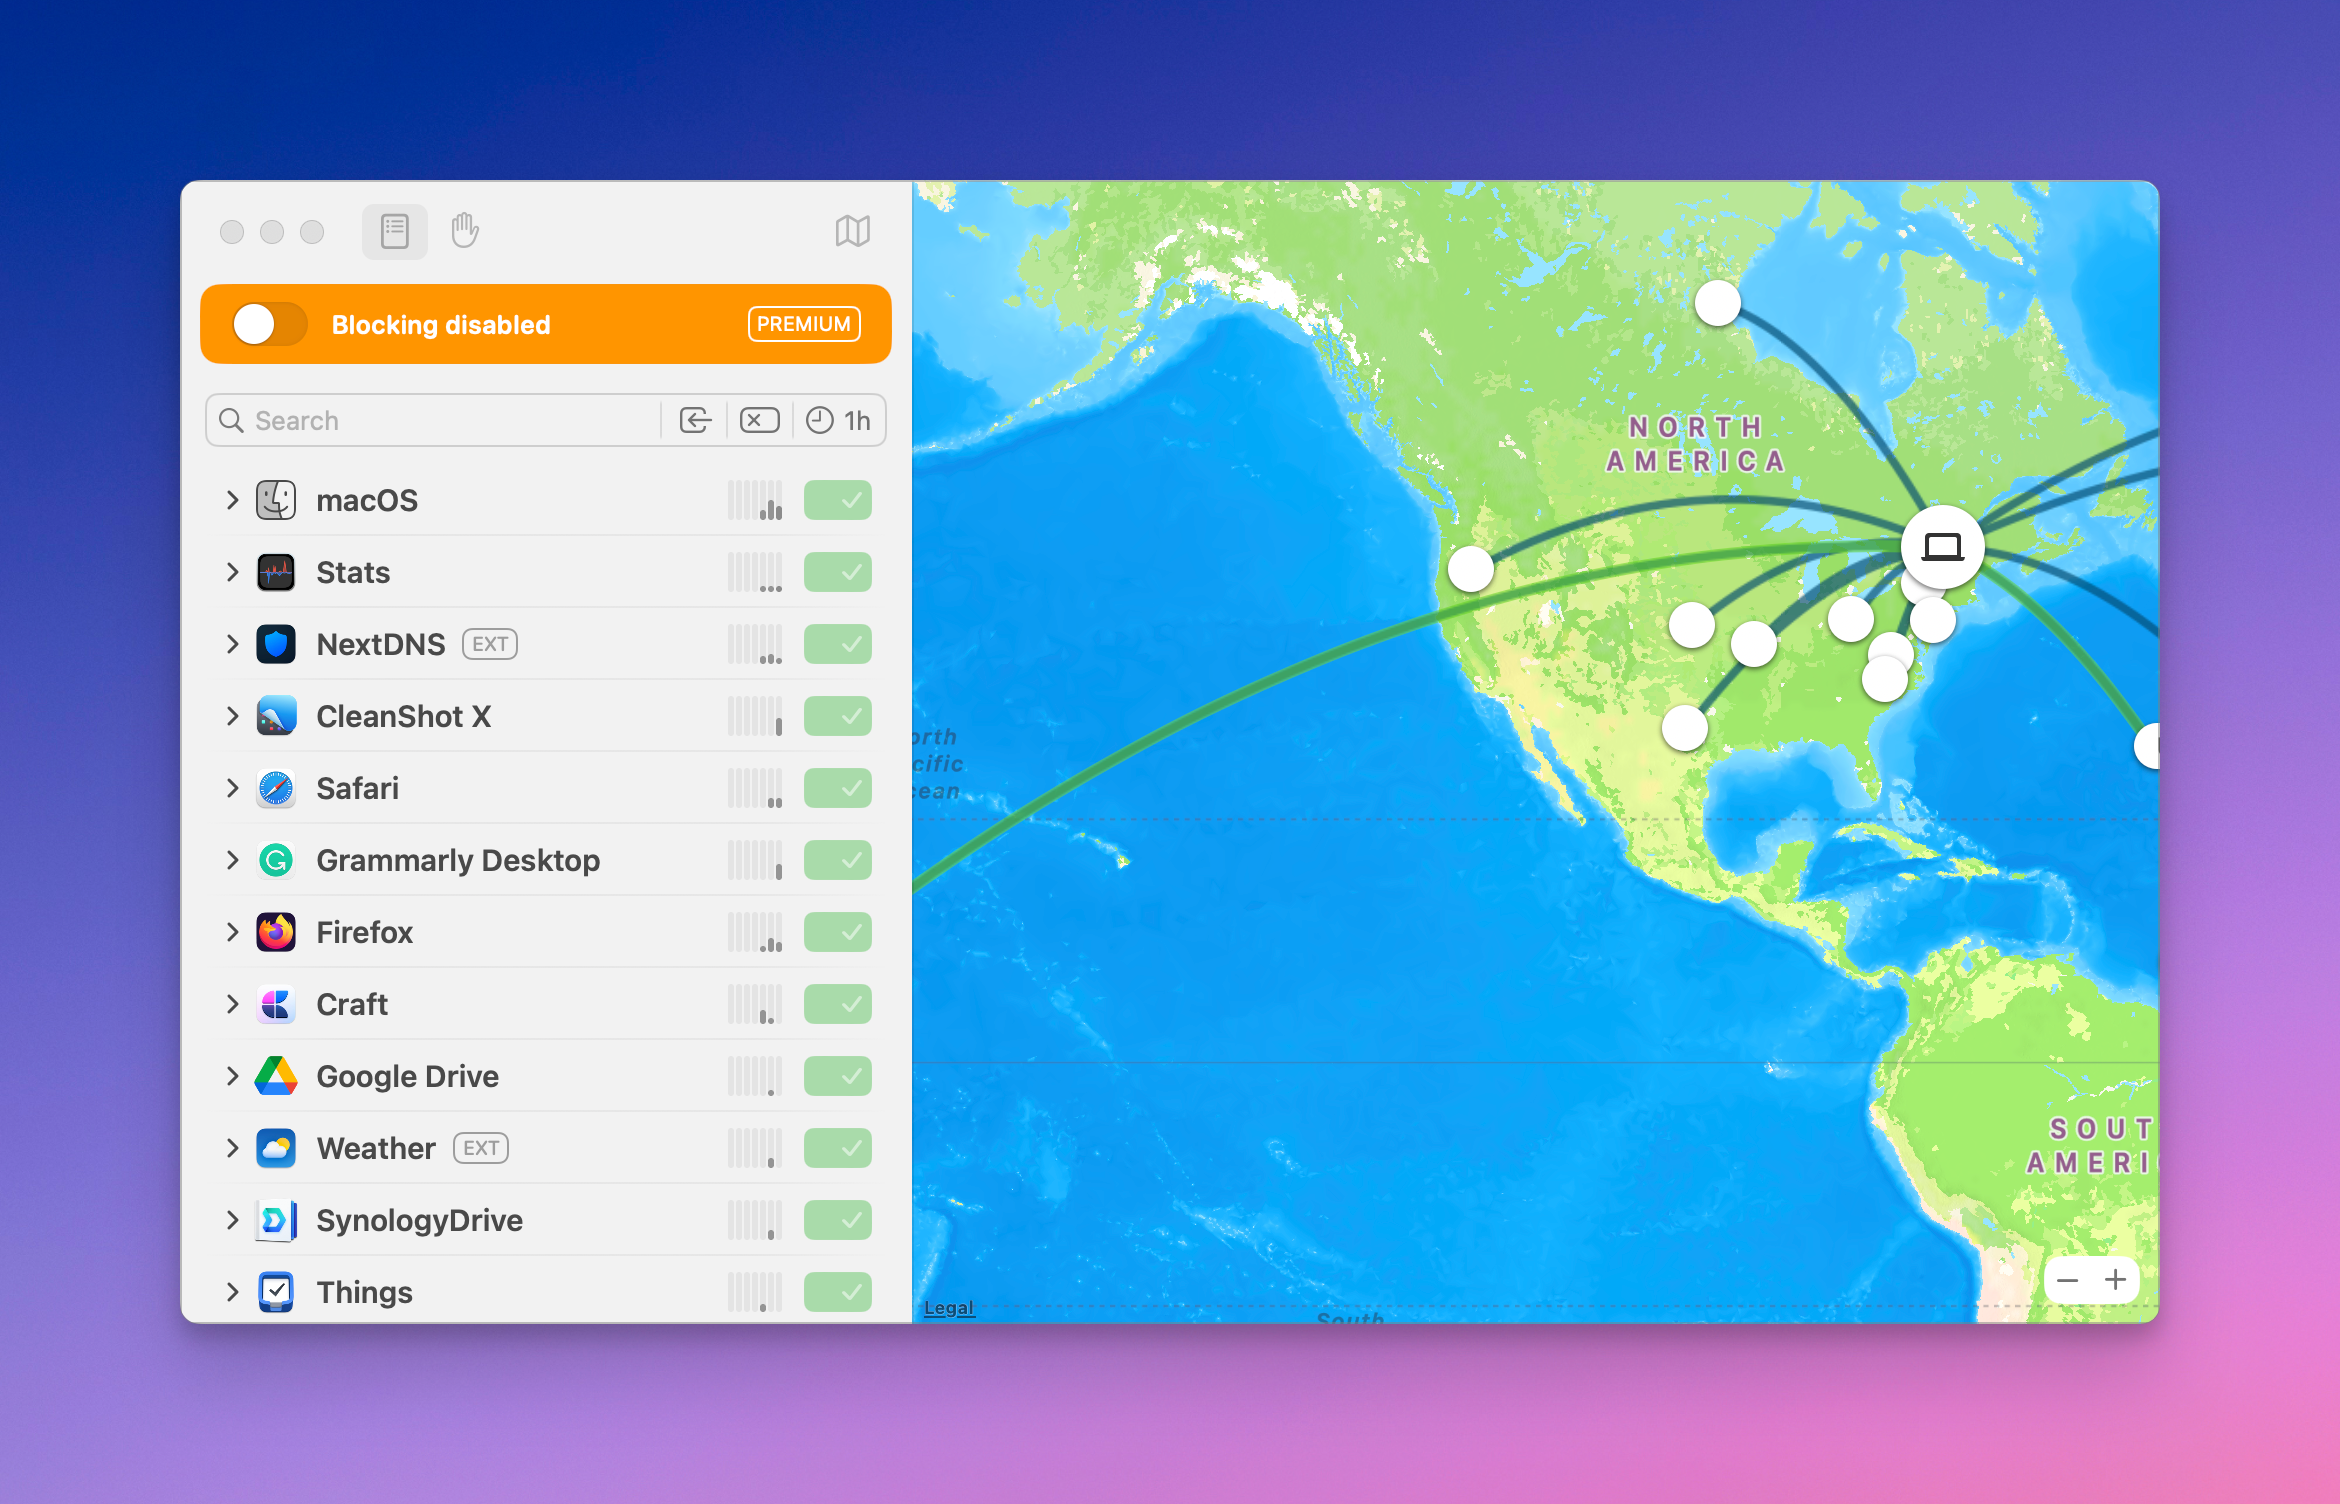 Blocking disabled
PREMIUM
Search
1h
macOS
Stats
NextDNS EXT
CleanShot X
Safari
Grammarly Desktop
Firefox
Craft
Google Drive
Weather EXT
SynologyDrive
Things
NORTH
AMERICA
orth
cific
cean
SOUT
AMERI
Legal
South